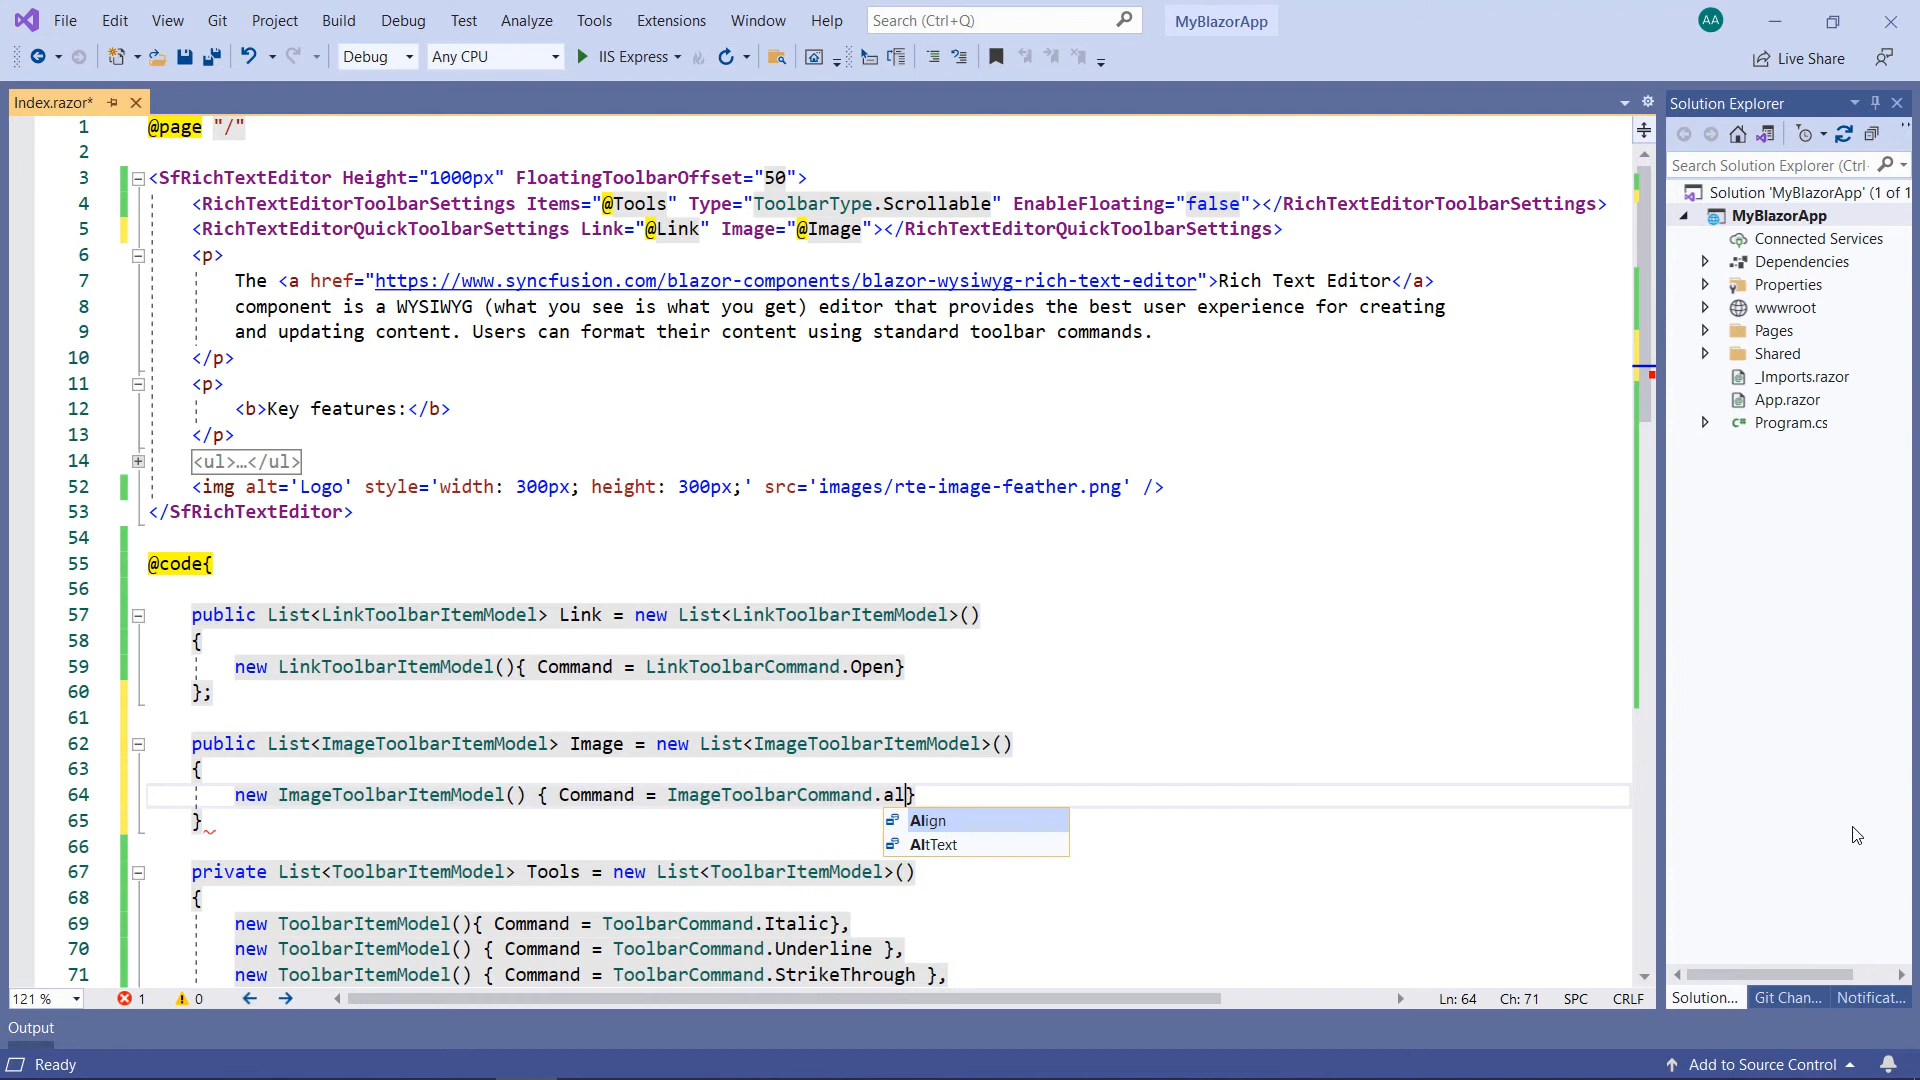 File Edit View Git Project Build Debug Test Analyze Tools Extensions Window Help Search (Ctrl+Q) MyBlazorApp AA
Debug Any CPU IIS Express Live Share
Index.razor*
1 @page "/"
2
3 <SfRichTextEditor Height="1000px" FloatingToolbarOffset="50">
4 <RichTextEditorToolbarSettings Items="@Tools" Type="ToolbarType.Scrollable" EnableFloating="false"></RichTextEditorToolbarSettings>
5 <RichTextEditorQuickToolbarSettings Link="@Link" Image="@Image"></RichTextEditorQuickToolbarSettings>
6 <p>
7 The <a href="https://www.syncfusion.com/blazor-components/blazor-wysiwyg-rich-text-editor">Rich Text Editor</a>
8 component is a WYSIWYG (what you see is what you get) editor that provides the best user experience for creating
9 and updating content. Users can format their content using standard toolbar commands.
10 </p>
11 <p>
12 <b>Key features:</b>
13 </p>
14 <ul>…</ul>
52 <img alt='Logo' style='width: 300px; height: 300px;' src='images/rte-image-feather.png' />
53 </SfRichTextEditor>
54
55 @code{
56
57 public List<LinkToolbarItemModel> Link = new List<LinkToolbarItemModel>()
58 {
59 new LinkToolbarItemModel(){ Command = LinkToolbarCommand.Open}
60 };
61
62 public List<ImageToolbarItemModel> Image = new List<ImageToolbarItemModel>()
63 {
64 new ImageToolbarItemModel() { Command = ImageToolbarCommand.al}
65 }
Align
AltText
66
67 private List<ToolbarItemModel> Tools = new List<ToolbarItemModel>()
68 {
69 new ToolbarItemModel(){ Command = ToolbarCommand.Italic},
70 new ToolbarItemModel() { Command = ToolbarCommand.Underline },
71 new ToolbarItemModel() { Command = ToolbarCommand.StrikeThrough },
121 % 1 0 Ln: 64 Ch: 71 SPC CRLF
Solution Explorer
Search Solution Explorer (Ctrl-
Solution 'MyBlazorApp' (1 of 1
MyBlazorApp
Connected Services
Dependencies
Properties
wwwroot
Pages
Shared
_Imports.razor
App.razor
Program.cs
Solution... Git Chan... Notificat...
Output
Ready Add to Source Control